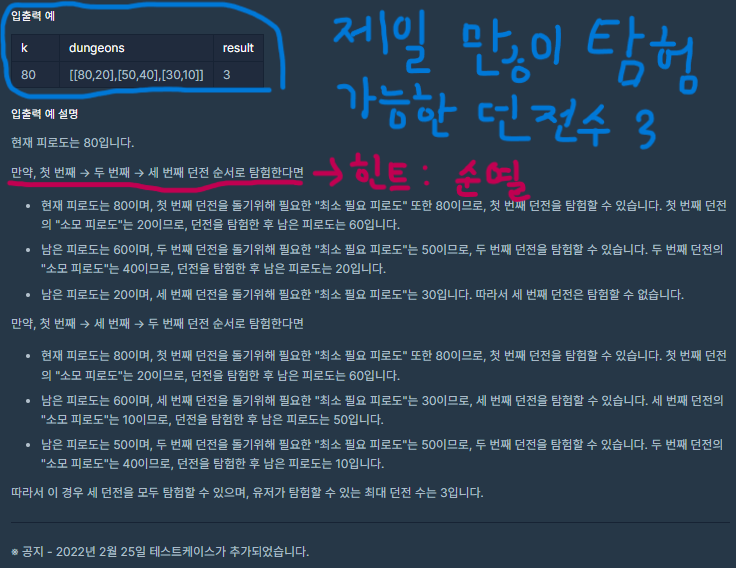 입출력 예
k dungeons result
80 [[80,20],[50,40],[30,10]] 3
제일 많이 탐험
가능한 던전수 3
입출력 예 설명
현재 피로도는 80입니다.
만약, 첫 번째 → 두 번째 → 세 번째 던전 순서로 탐험한다면 → 힌트 : 순열
• 현재 피로도는 80이며, 첫 번째 던전을 돌기위해 필요한 "최소 필요 피로도" 또한 80이므로, 첫 번째 던전을 탐험할 수 있습니다. 첫 번째 던전
의 "소모 피로도"는 20이므로, 던전을 탐험한 후 남은 피로도는 60입니다.
• 남은 피로도는 60이며, 두 번째 던전을 돌기위해 필요한 "최소 필요 피로도"는 50이므로, 두 번째 던전을 탐험할 수 있습니다. 두 번째 던전의
"소모 피로도"는 40이므로, 던전을 탐험한 후 남은 피로도는 20입니다.
• 남은 피로도는 20이며, 세 번째 던전을 돌기위해 필요한 "최소 필요 피로도"는 30입니다. 따라서 세 번째 던전은 탐험할 수 없습니다.
만약, 첫 번째 → 세 번째 → 두 번째 던전 순서로 탐험한다면
• 현재 피로도는 80이며, 첫 번째 던전을 돌기위해 필요한 "최소 필요 피로도" 또한 80이므로, 첫 번째 던전을 탐험할 수 있습니다. 첫 번째 던전
의 "소모 피로도"는 20이므로, 던전을 탐험한 후 남은 피로도는 60입니다.
• 남은 피로도는 60이며, 세 번째 던전을 돌기위해 필요한 "최소 필요 피로도"는 30이므로, 세 번째 던전을 탐험할 수 있습니다. 세 번째 던전의
"소모 피로도"는 10이므로, 던전을 탐험한 후 남은 피로도는 50입니다.
• 남은 피로도는 50이며, 두 번째 던전을 돌기위해 필요한 "최소 필요 피로도"는 50이므로, 두 번째 던전을 탐험할 수 있습니다. 두 번째 던전의
"소모 피로도"는 40이므로, 던전을 탐험한 후 남은 피로도는 10입니다.
따라서 이 경우 세 던전을 모두 탐험할 수 있으며, 유저가 탐험할 수 있는 최대 던전 수는 3입니다.
※ 공지 - 2022년 2월 25일 테스트케이스가 추가되었습니다.